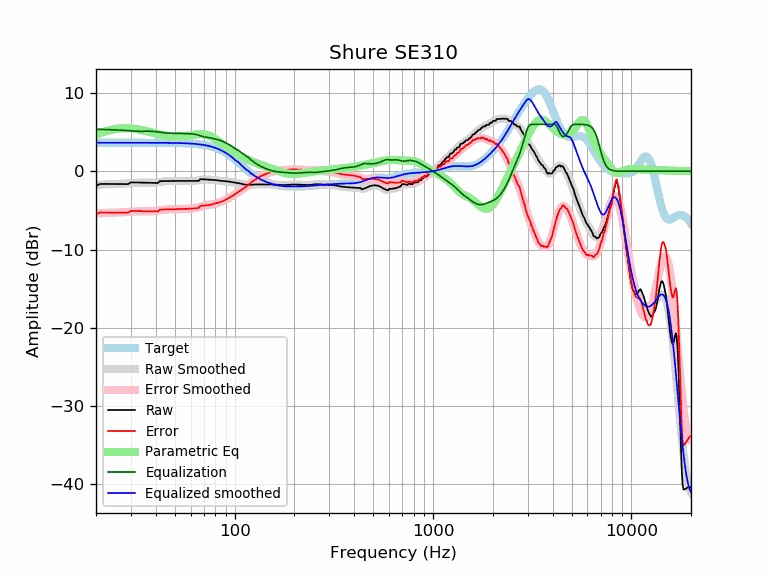 Shure SE310
Amplitude (dBr)
10
0
−10
−20
−30
−40
Target
Raw Smoothed
Error Smoothed
Raw
Error
Parametric Eq
Equalization
Equalized smoothed
100
1000
10000
Frequency (Hz)